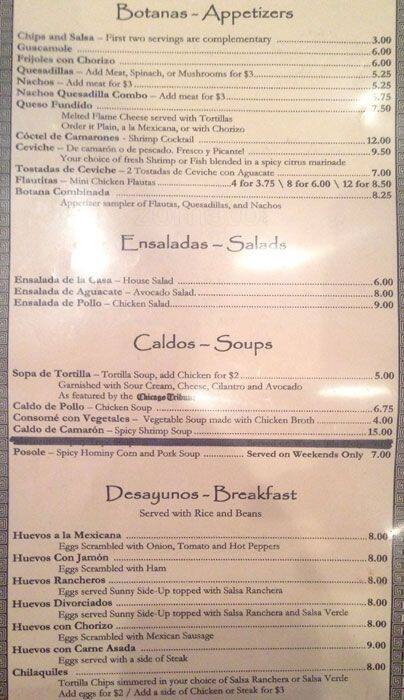 Botanas – Appetizers
Chips and Salsa – First two servings are complementary 3.00
Guacamole 6.00
Frijoles con Chorizo 6.00
Quesadillas – Add Meat, Spinach, or Mushrooms for $3 5.25
Nachos – Add meat for $3 5.25
Nachos Quesadilla Combo – Add meat for $3 .75
Queso Fundido 7.50
Melted Flame Cheese served with Tortillas
Order it Plain, a la Mexicana, or with Chorizo
Cóctel de Camarones - Shrimp Cocktail 12.00
Ceviche – De camarón o de pescado. Fresco y Picante! 9.50
Your choice of fresh Shrimp or Fish blended in a spicy citrus marinade
Tostadas de Ceviche – 2 Tostadas de Ceviche con Aguacate 7.00
Flautitas – Mini Chicken Flautas 4 for 3.75 \ 8 for 6.00 \ 12 for 8.50
Botana Combinada 8.25
Appetizer sampler of Flautas, Quesadillas, and Nachos
Ensaladas – Salads
Ensalada de la Casa – House Salad 6.00
Ensalada de Aguacate – Avocado Salad 8.00
Ensalada de Pollo – Chicken Salad 9.00
Caldos – Soups
Sopa de Tortilla – Tortilla Soup, add Chicken for $2 5.00
Garnished with Sour Cream, Cheese, Cilantro and Avocado
As featured by the Chicago Tribune
Caldo de Pollo – Chicken Soup 6.75
Consomé con Vegetales – Vegetable Soup made with Chicken Broth 4.00
Caldo de Camarón – Spicy Shrimp Soup 15.00
Posole – Spicy Hominy Corn and Pork Soup Served on Weekends Only 7.00
Desayunos – Breakfast
Served with Rice and Beans
Huevos a la Mexicana 8.00
Eggs Scrambled with Onion, Tomato and Hot Peppers
Huevos Con Jamón 8.00
Eggs Scrambled with Ham
Huevos Rancheros 8.00
Eggs served Sunny Side-Up topped with Salsa Ranchera
Huevos Divorciados 8.00
Eggs served Sunny Side-Up topped with Salsa Ranchera and Salsa Verde
Huevos con Chorizo 8.00
Eggs Scrambled with Mexican Sausage
Huevos con Carne Asada 9.00
Eggs served with a side of Steak
Chilaquiles 8.00
Tortilla Chips simmered in your choice of Salsa Ranchera or Salsa Verde
Add eggs for $2 / Add a side of Chicken or Steak for $3